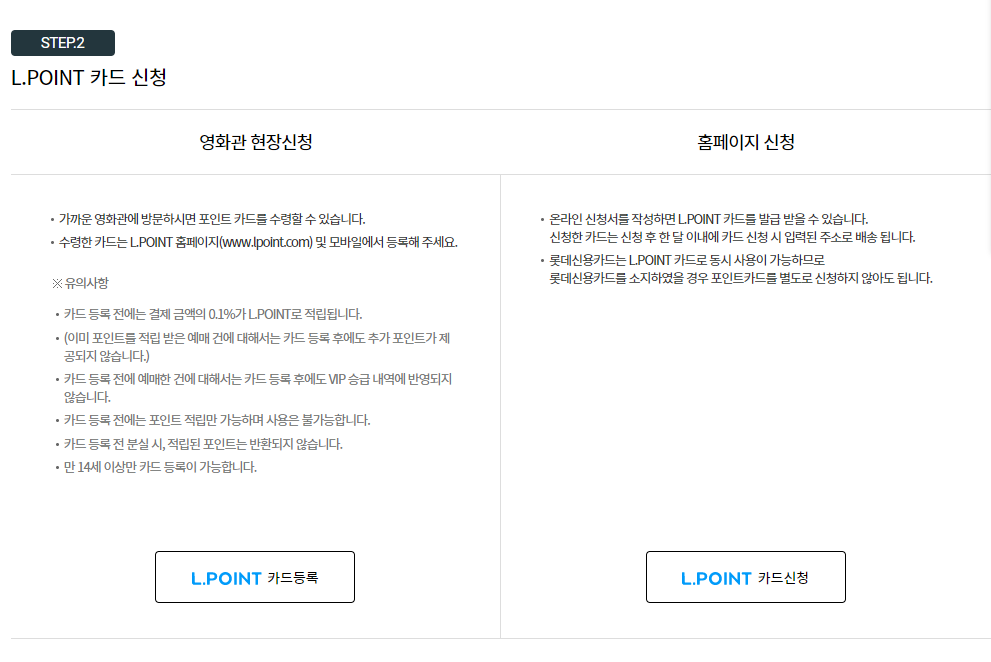 STEP.2
L.POINT 카드 신청
영화관 현장신청
• 가까운 영화관에 방문하시면 포인트 카드를 수령할 수 있습니다.
• 수령한 카드는 L.POINT 홈페이지(www.lpoint.com) 및 모바일에서 등록해 주세요.
※ 유의사항
• 카드 등록 전에는 결제 금액의 0.1%가 L.POINT로 적립됩니다.
• (이미 포인트를 적립 받은 예매 건에 대해서는 카드 등록 후에도 추가 포인트가 제
공되지 않습니다.)
• 카드 등록 전에 예매한 건에 대해서는 카드 등록 후에도 VIP 승급 내역에 반영되지
않습니다.
• 카드 등록 전에는 포인트 적립만 가능하며 사용은 불가능합니다.
• 카드 등록 전 분실 시, 적립된 포인트는 반환되지 않습니다.
• 만 14세 이상만 카드 등록이 가능합니다.
L.POINT 카드등록
홈페이지 신청
• 온라인 신청서를 작성하면 L.POINT 카드를 발급 받을 수 있습니다.
신청한 카드는 신청 후 한 달 이내에 카드 신청 시 입력된 주소로 배송 됩니다.
• 롯데신용카드는 L.POINT 카드로 동시 사용이 가능하므로
롯데신용카드를 소지하였을 경우 포인트카드를 별도로 신청하지 않아도 됩니다.
L.POINT 카드신청